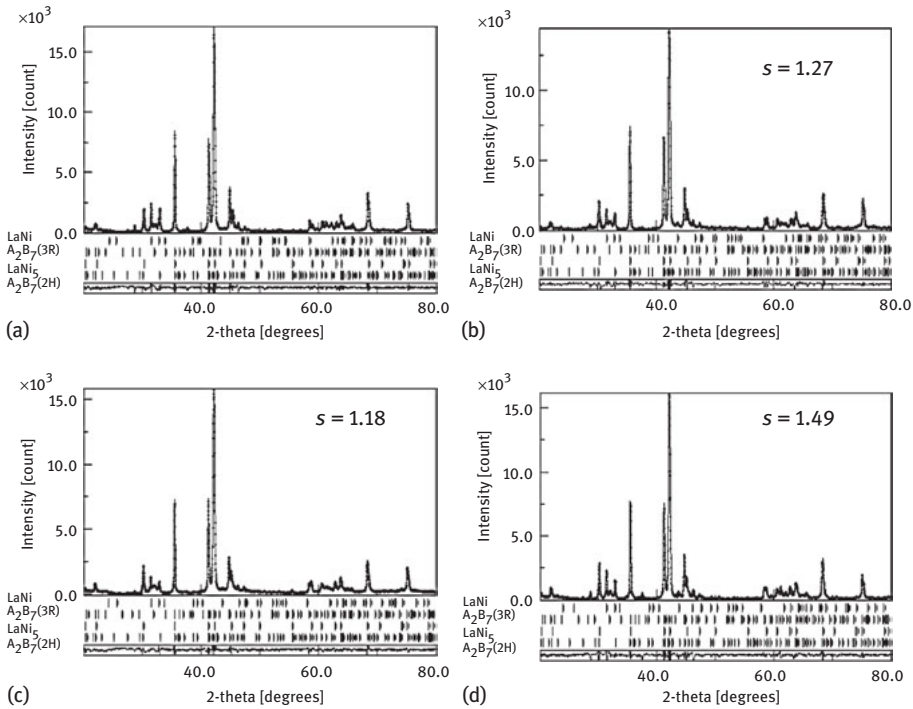 ×10³
15.0
10.0
5.0
0.0
Intensity [count]
LaNi
A₂B₇(3R)
LaNi₅
A₂B₇(2H)
40.0 60.0 80.0
2-theta [degrees]
(a)
×10³
s = 1.27
10.0
5.0
0.0
Intensity [count]
LaNi
A₂B₇(3R)
LaNi₅
A₂B₇(2H)
40.0 60.0 80.0
2-theta [degrees]
(b)
×10³
s = 1.18
15.0
10.0
5.0
0.0
Intensity [count]
LaNi
A₂B₇(3R)
LaNi₅
A₂B₇(2H)
40.0 60.0 80.0
2-theta [degrees]
(c)
×10³
s = 1.49
15.0
10.0
5.0
0.0
Intensity [count]
LaNi
A₂B₇(3R)
LaNi₅
A₂B₇(2H)
40.0 60.0 80.0
2-theta [degrees]
(d)